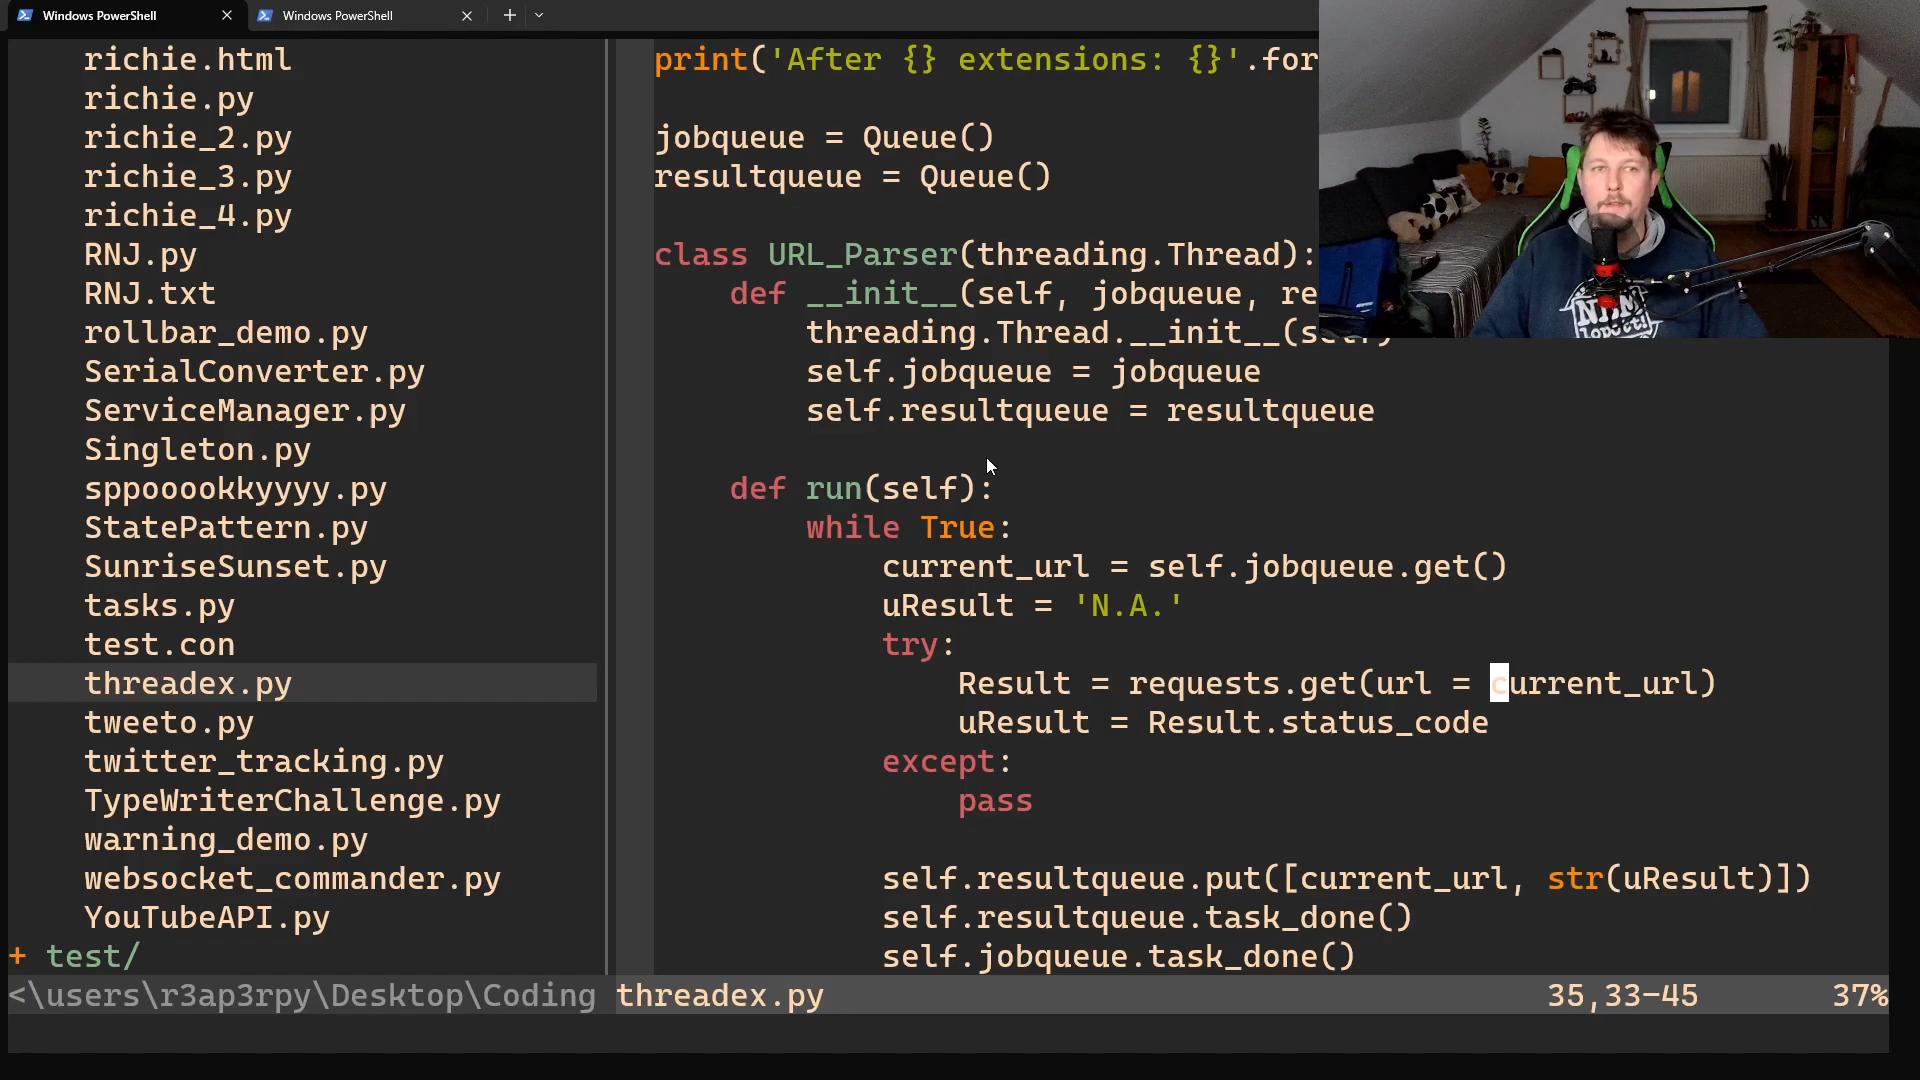 Windows PowerShell
Windows PowerShell
richie.html
richie.py
richie_2.py
richie_3.py
richie_4.py
RNJ.py
RNJ.txt
rollbar_demo.py
SerialConverter.py
ServiceManager.py
Singleton.py
sppooookkyyyy.py
StatePattern.py
SunriseSunset.py
tasks.py
test.con
threadex.py
tweeto.py
twitter_tracking.py
TypeWriterChallenge.py
warning_demo.py
websocket_commander.py
YouTubeAPI.py
+ test/
<\users\r3ap3rpy\Desktop\Coding
print('After {} extensions: {}'.for
jobqueue = Queue()
resultqueue = Queue()
class URL_Parser(threading.Thread):
def __init__(self, jobqueue, re
threading.Thread.__init__(self)
self.jobqueue = jobqueue
self.resultqueue = resultqueue
def run(self):
while True:
current_url = self.jobqueue.get()
uResult = 'N.A.'
try:
Result = requests.get(url = current_url)
uResult = Result.status_code
except:
pass
self.resultqueue.put([current_url, str(uResult)])
self.resultqueue.task_done()
self.jobqueue.task_done()
threadex.py 35,33-45 37%